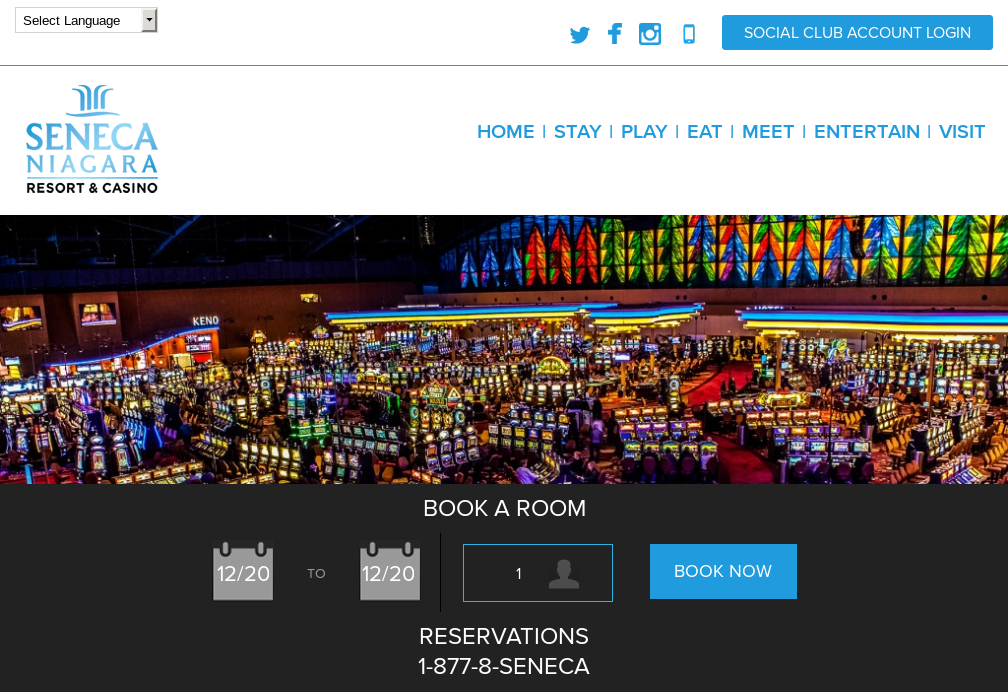 Select Language
SOCIAL CLUB ACCOUNT LOGIN
SENECA
NIAGARA
RESORT & CASINO
HOME | STAY | PLAY | EAT | MEET | ENTERTAIN | VISIT
KENO
HOTEL
BOOK A ROOM
12/20 TO 12/20 1 BOOK NOW
RESERVATIONS
1-877-8-SENECA